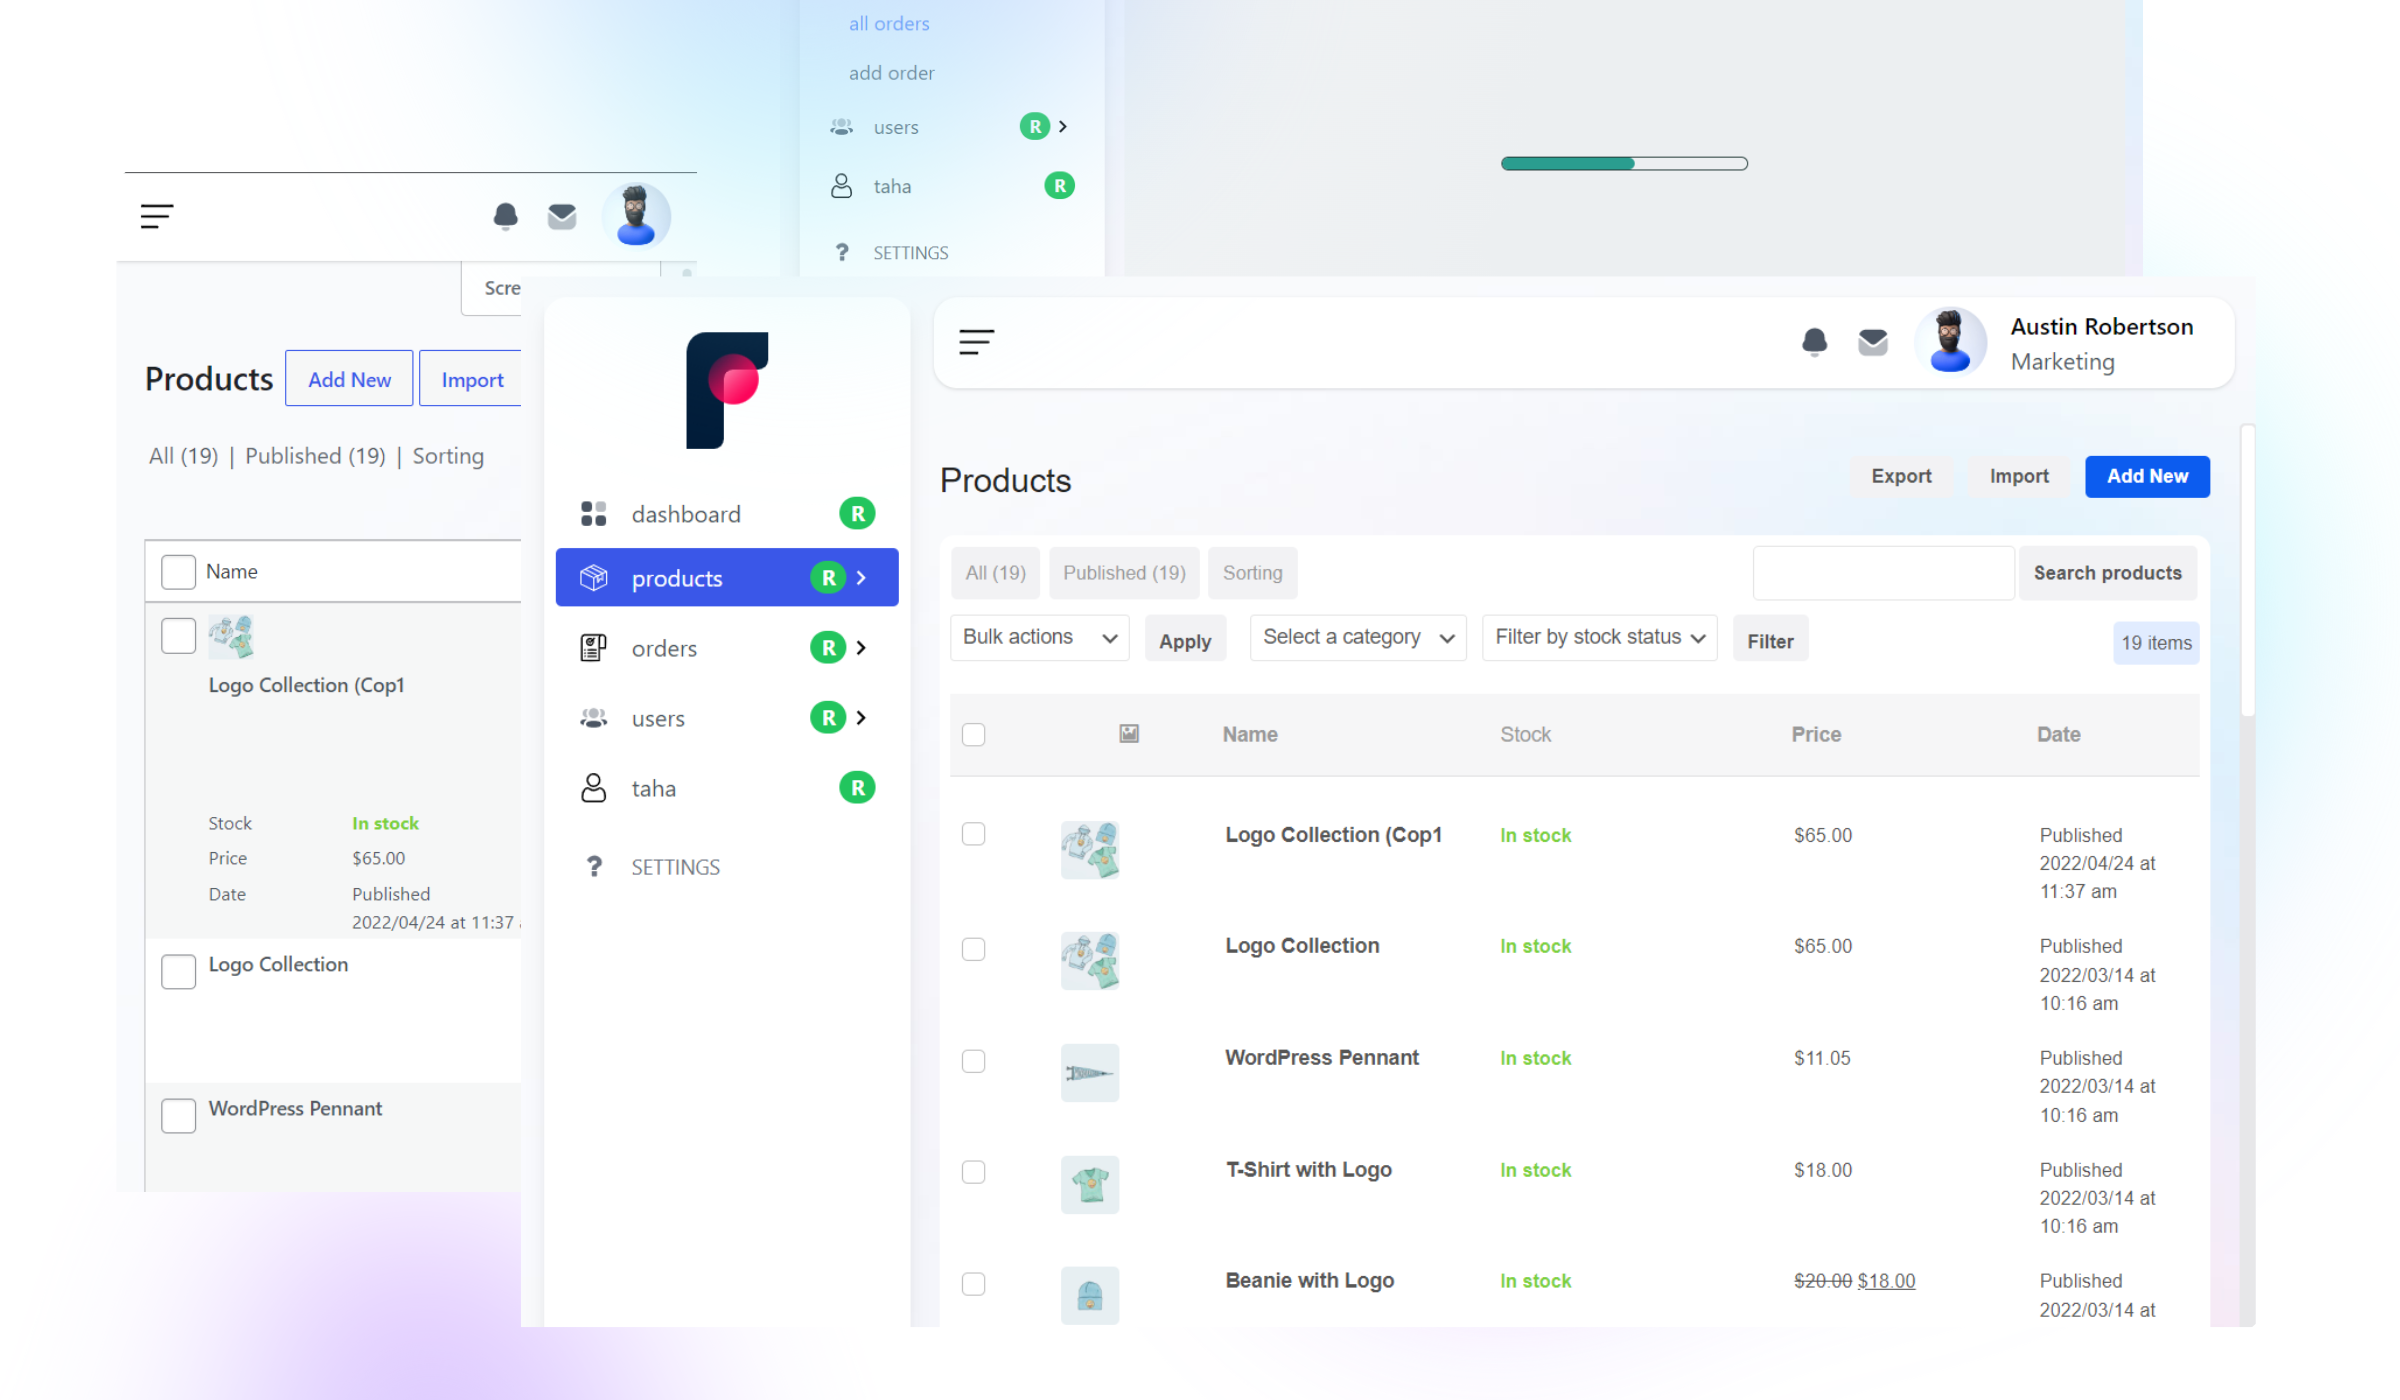 all orders
add order
users R
taha R
SETTINGS
Scre
Products Add New Import
All (19) | Published (19) | Sorting
Name
Logo Collection (Cop1
Stock In stock
Price $65.00
Date Published
2022/04/24 at 11:37
Logo Collection
WordPress Pennant
dashboard R
products R
orders R
users R
taha R
SETTINGS
Austin Robertson
Marketing
Products Export Import Add New
All (19) Published (19) Sorting Search products
Bulk actions Apply Select a category Filter by stock status Filter 19 items
Name Stock Price Date
Logo Collection (Cop1 In stock $65.00 Published
2022/04/24 at
11:37 am
Logo Collection In stock $65.00 Published
2022/03/14 at
10:16 am
WordPress Pennant In stock $11.05 Published
2022/03/14 at
10:16 am
T-Shirt with Logo In stock $18.00 Published
2022/03/14 at
10:16 am
Beanie with Logo In stock $20.00 $18.00 Published
2022/03/14 at